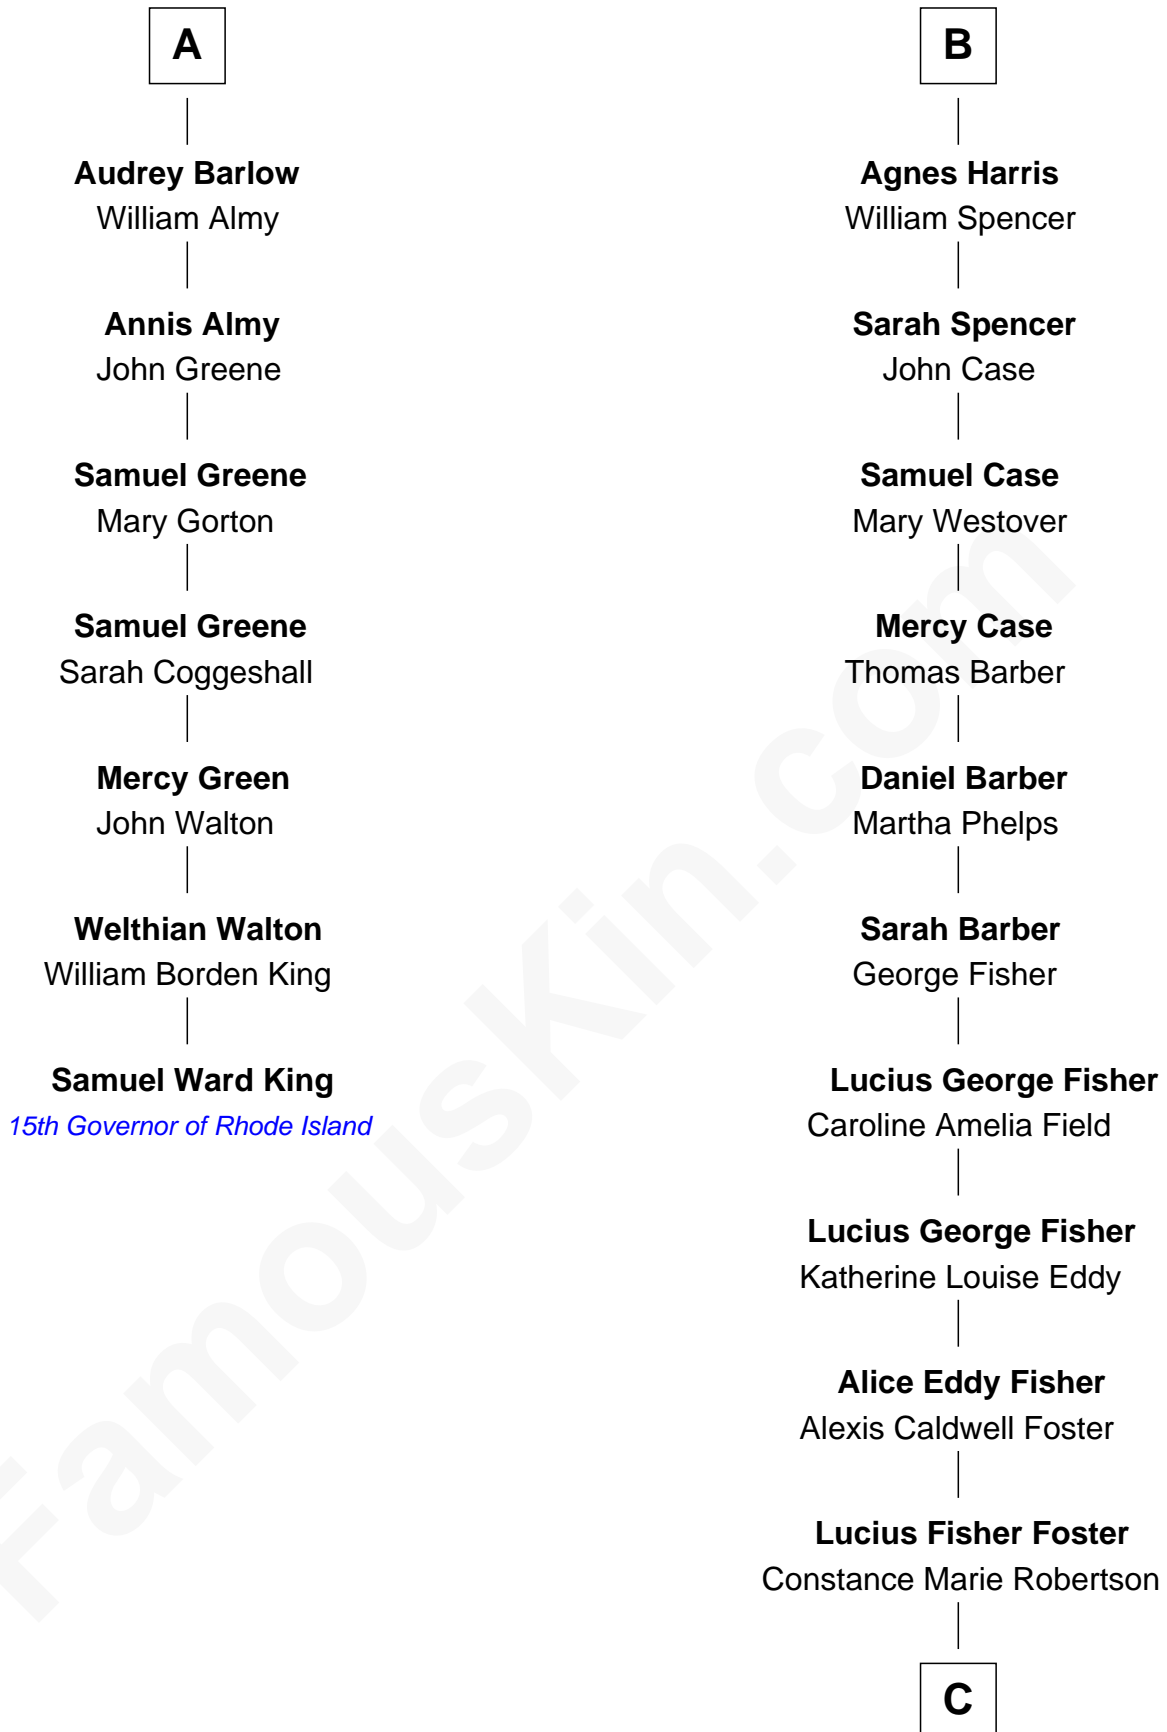 A
Audrey Barlow
William Almy
Annis Almy
John Greene
Samuel Greene
Mary Gorton
Samuel Greene
Sarah Coggeshall
Mercy Green
John Walton
Welthian Walton
William Borden King
Samuel Ward King
15th Governor of Rhode Island
B
Agnes Harris
William Spencer
Sarah Spencer
John Case
Samuel Case
Mary Westover
Mercy Case
Thomas Barber
Daniel Barber
Martha Phelps
Sarah Barber
George Fisher
Lucius George Fisher
Caroline Amelia Field
Lucius George Fisher
Katherine Louise Eddy
Alice Eddy Fisher
Alexis Caldwell Foster
Lucius Fisher Foster
Constance Marie Robertson
C
FamousKin.com